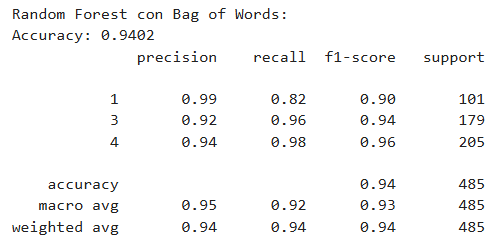 Random Forest con Bag of Words:
Accuracy: 0.9402
precision recall f1-score support
1 0.99 0.82 0.90 101
3 0.92 0.96 0.94 179
4 0.94 0.98 0.96 205
accuracy 0.94 485
macro avg 0.95 0.92 0.93 485
weighted avg 0.94 0.94 0.94 485